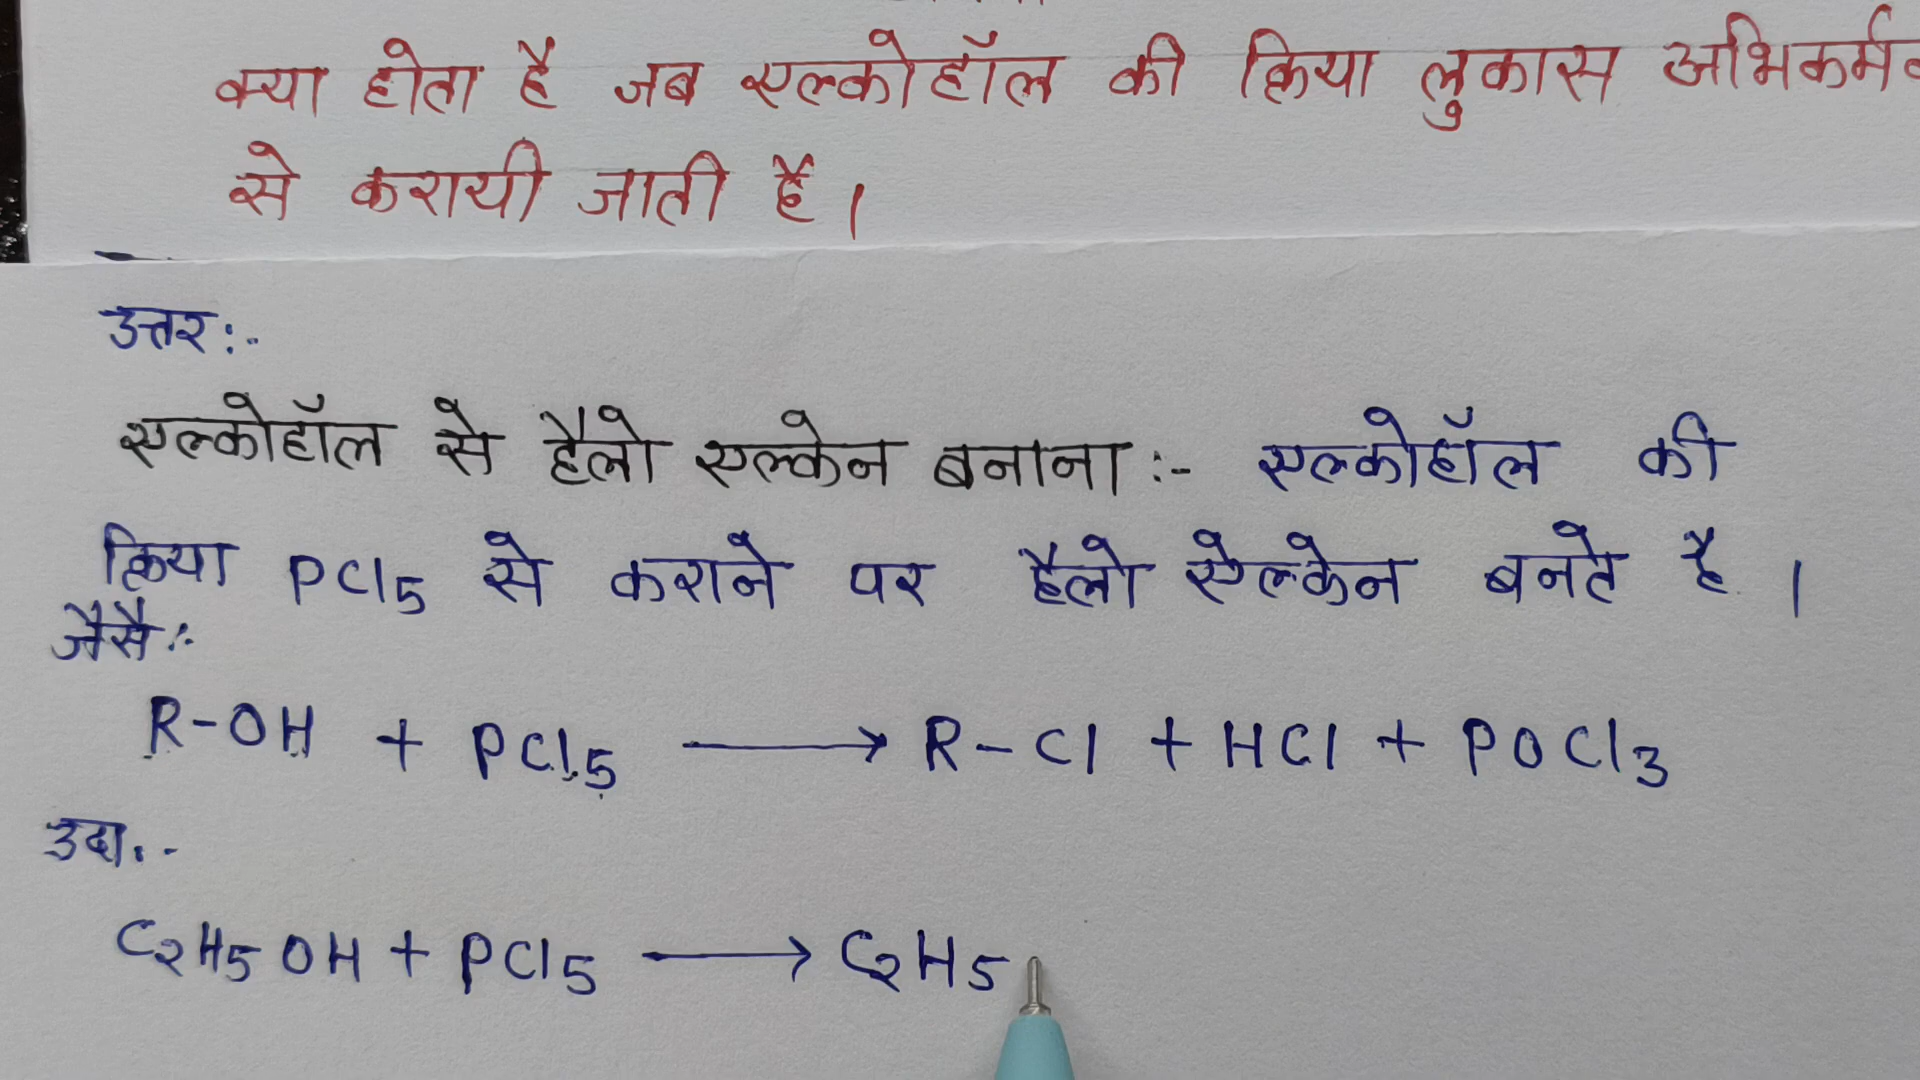 क्या होता है जब एल्कोहॉल की क्रिया लुकास अभिकर्मक
से करायी जाती है।
उत्तर:-
एल्कोहॉल से हैलो एल्केन बनाना:- एल्कोहॉल की
क्रिया PCl5 से कराने पर हैलो ऐल्केन बनते है।
जैसै:-
R-OH + PCl5 ⟶ R-Cl + HCl + POCl3
उदा.-
C2H5OH + PCl5 ⟶ C2H5